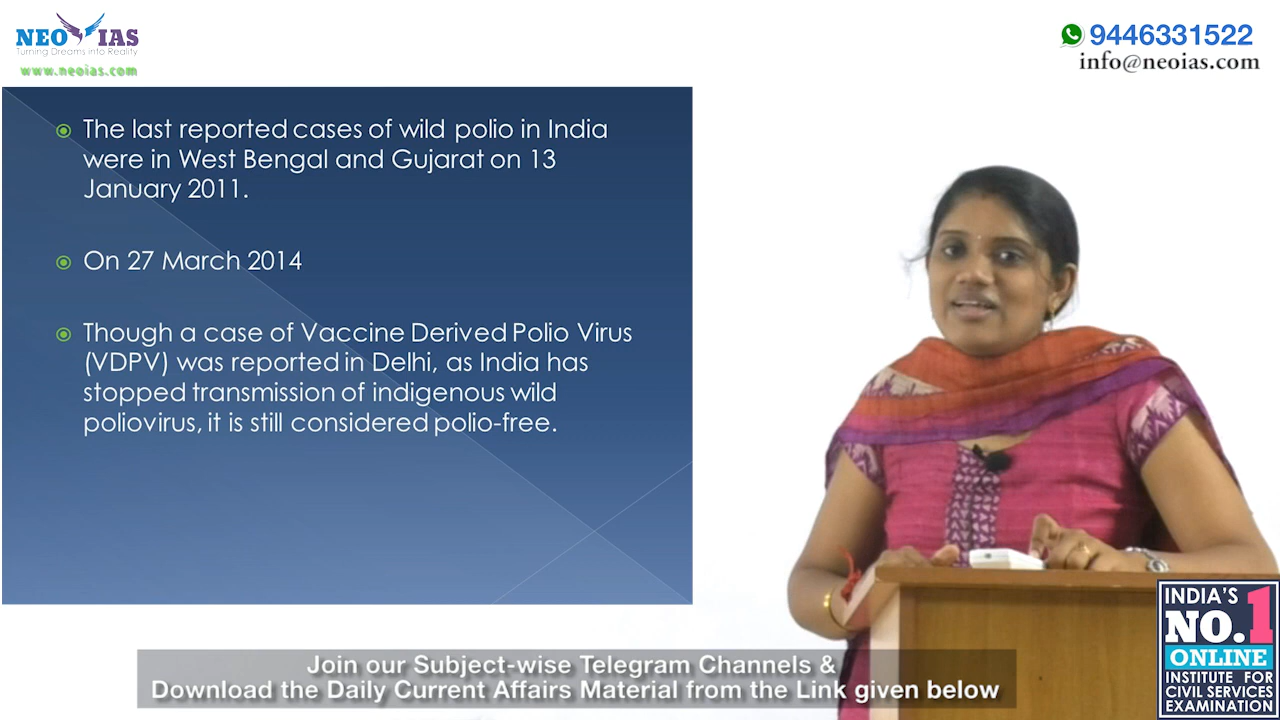 NEO IAS
Turning Dreams into Reality
www.neoias.com
9446331522
info@neoias.com
The last reported cases of wild polio in India
were in West Bengal and Gujarat on 13
January 2011.
On 27 March 2014
Though a case of Vaccine Derived Polio Virus
(VDPV) was reported in Delhi, as India has
stopped transmission of indigenous wild
poliovirus, it is still considered polio-free.
INDIA'S
NO.1
ONLINE
INSTITUTE FOR
CIVIL SERVICES
EXAMINATION
Join our Subject-wise Telegram Channels &
Download the Daily Current Affairs Material from the Link given below